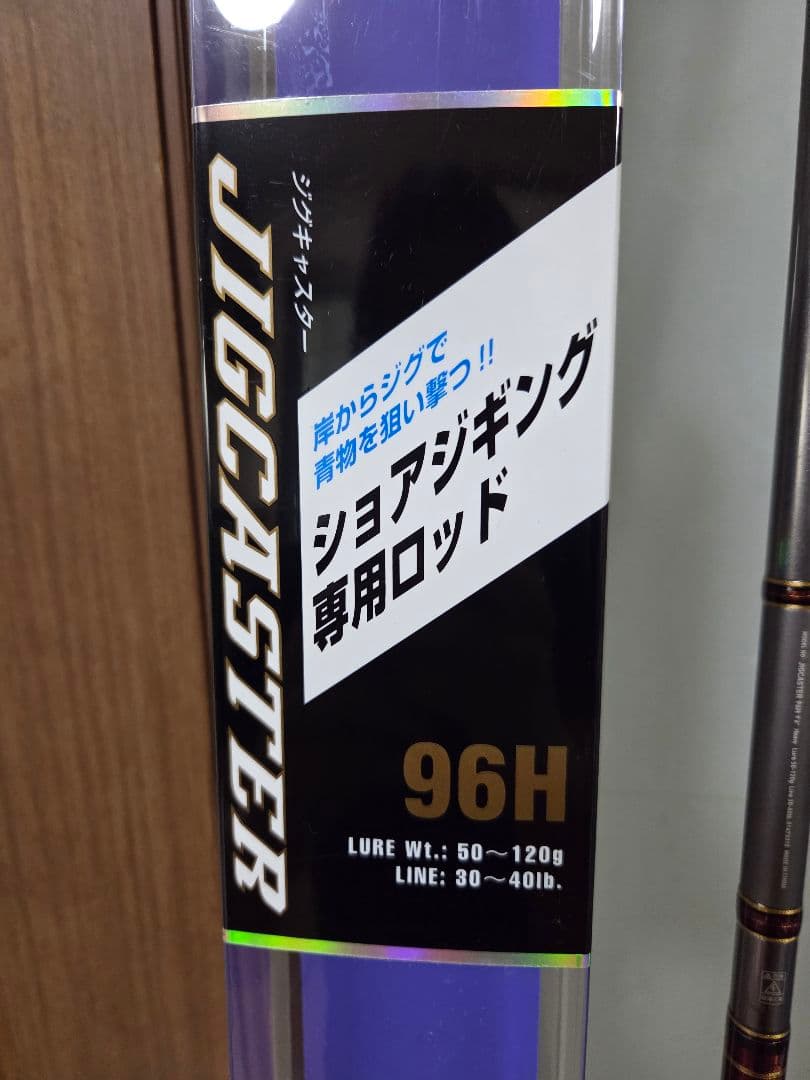 JIGCASTER
ジグキャスター
岸からジグで
青物を狙い撃つ!!
ショアジギング
専用ロッド
96H
LURE Wt.: 50～120g
LINE: 30～40lb.
JIGCASTER